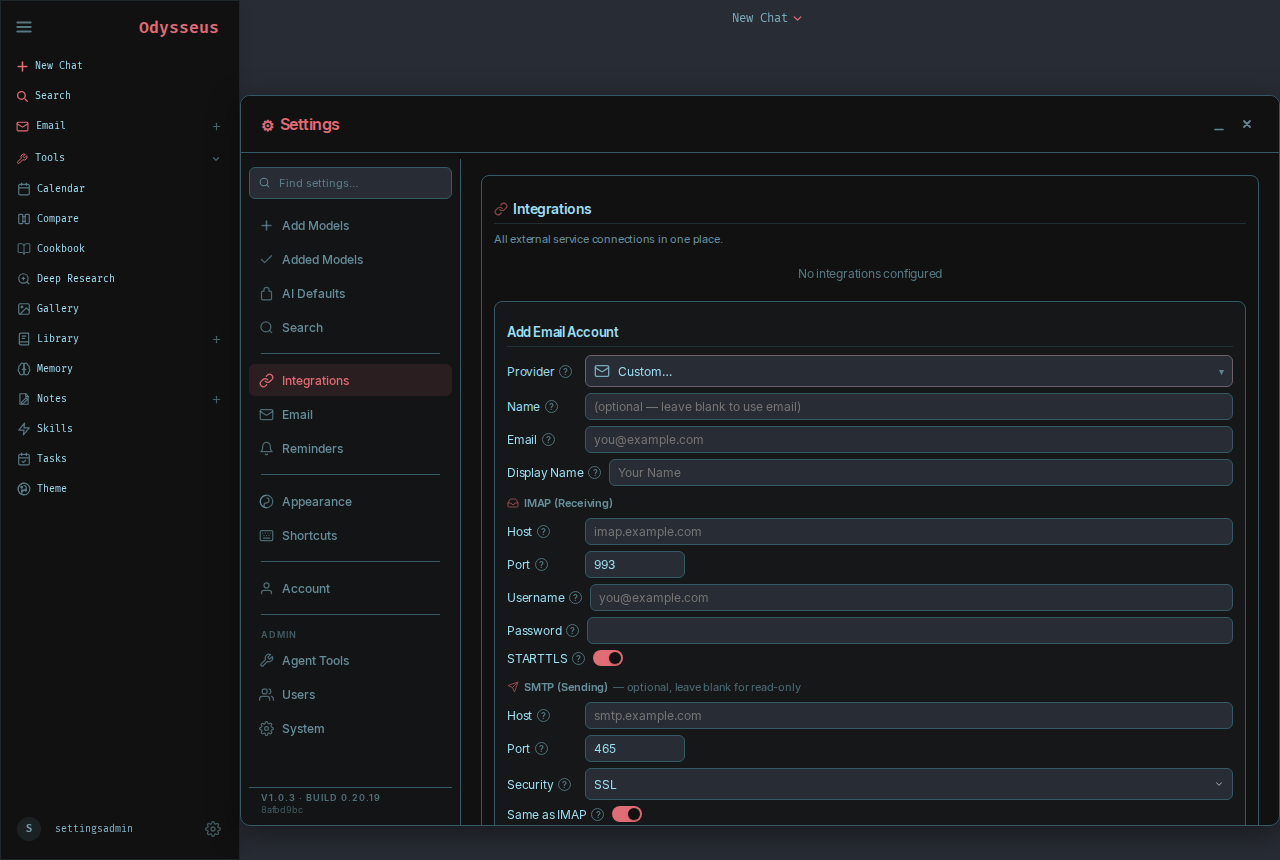 Odysseus
New Chat
Search
Email
Tools
Calendar
Compare
Cookbook
Deep Research
Gallery
Library
Memory
Notes
Skills
Tasks
Theme
S settingsadmin
New Chat
Settings
Find settings...
Add Models
Added Models
AI Defaults
Search
Integrations
Email
Reminders
Appearance
Shortcuts
Account
ADMIN
Agent Tools
Users
System
V1.0.3 · BUILD 0.20.19
8afbd9bc
Integrations
All external service connections in one place.
No integrations configured
Add Email Account
Provider ? Custom...
Name ? (optional — leave blank to use email)
Email ? you@example.com
Display Name ? Your Name
IMAP (Receiving)
Host ? imap.example.com
Port ? 993
Username ? you@example.com
Password ?
STARTTLS ?
SMTP (Sending) — optional, leave blank for read-only
Host ? smtp.example.com
Port ? 465
Security ? SSL
Same as IMAP ?